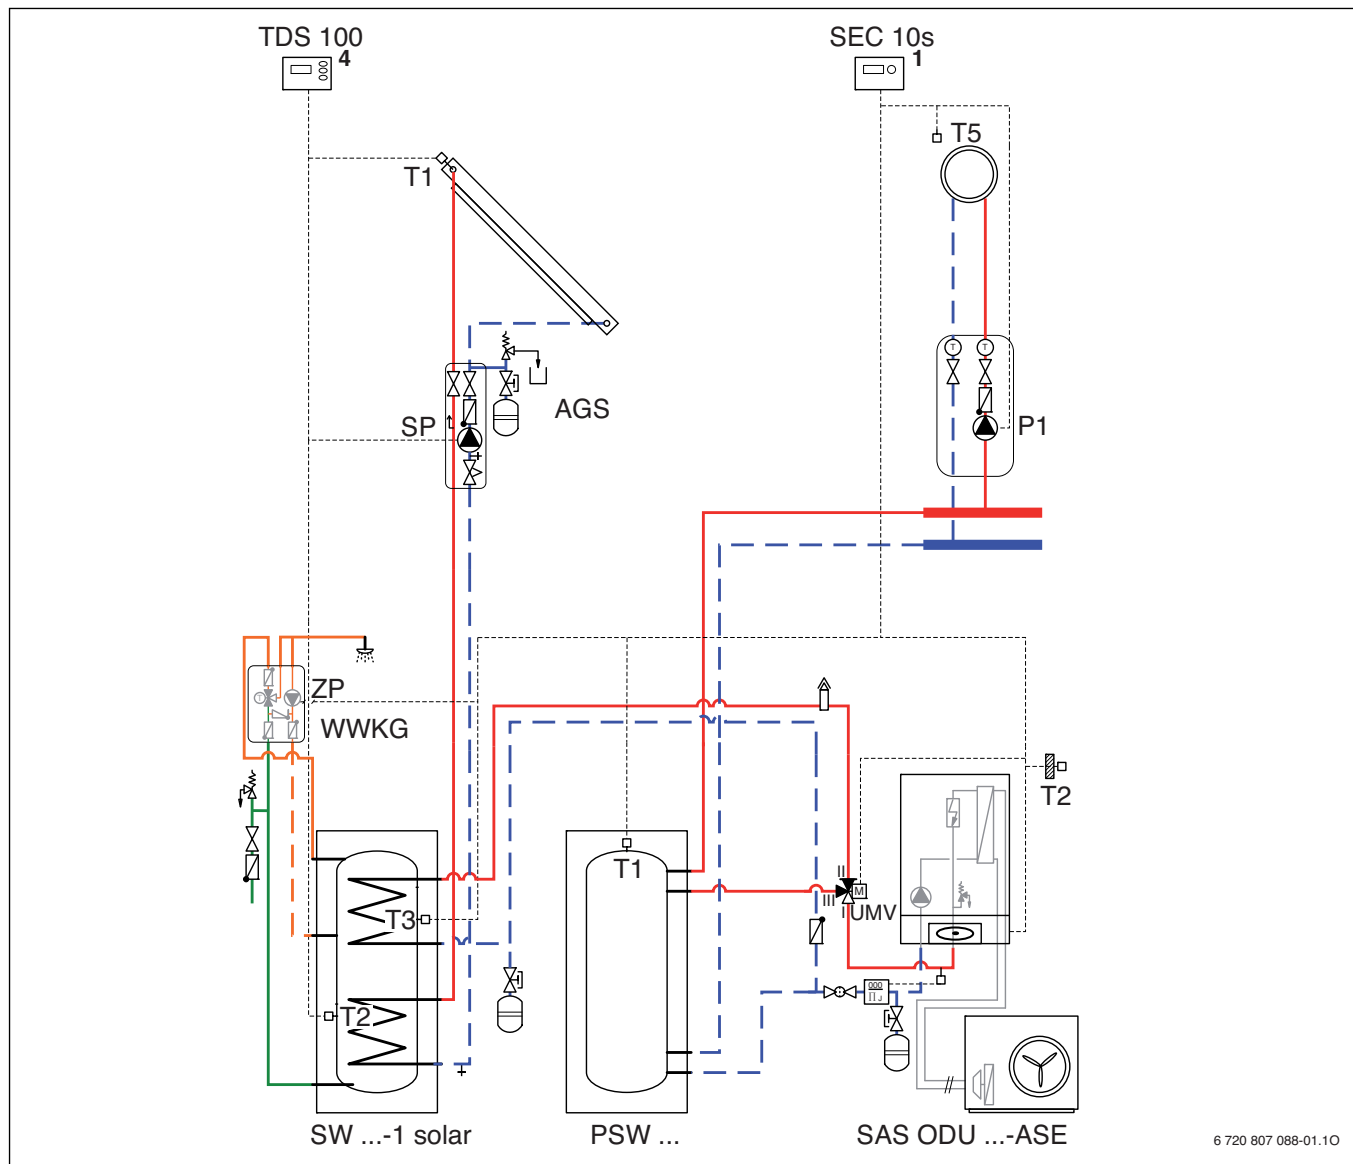 TDS 100
4
SEC 10s
1
T5
T1
T
T
SP
AGS
P1
ZP
T
WWKG
T2
T1
II
III
M
I
UMV
T3
T2
000
SW ...-1 solar
PSW ...
SAS ODU ...-ASE
6 720 807 088-01.1O